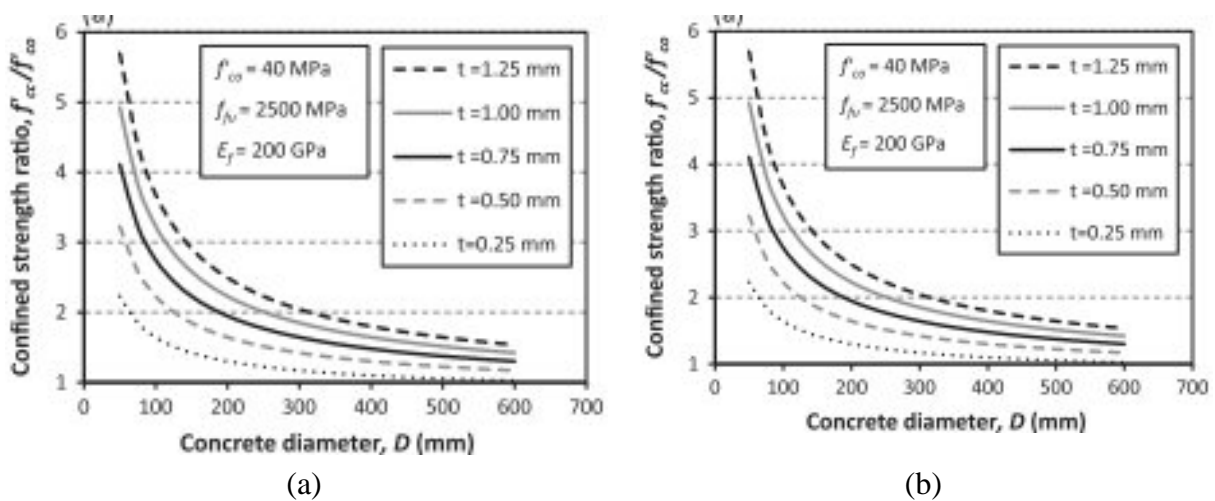 (a)
6
5
4
3
2
1
Confined strength ratio, f'cc/f'co
f'co = 40 MPa
ffu = 2500 MPa
Ef = 200 GPa
t =1.25 mm
t =1.00 mm
t =0.75 mm
t=0.50 mm
t=0.25 mm
0 100 200 300 400 500 600 700
Concrete diameter, D (mm)
(a)
6
5
4
3
2
1
Confined strength ratio, f'cc/f'co
f'co = 40 MPa
ffu = 2500 MPa
Ef = 200 GPa
t =1.25 mm
t =1.00 mm
t =0.75 mm
t=0.50 mm
t=0.25 mm
0 100 200 300 400 500 600 700
Concrete diameter, D (mm)
(a) (b)